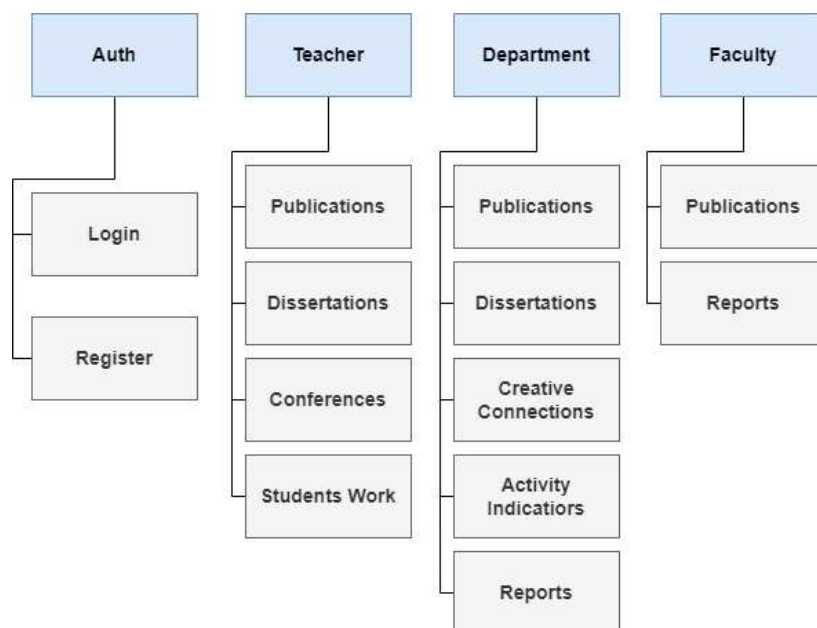 Auth
Teacher
Department
Faculty
Login
Register
Publications
Dissertations
Conferences
Students Work
Publications
Dissertations
Creative
Connections
Activity
Indicatiors
Reports
Publications
Reports